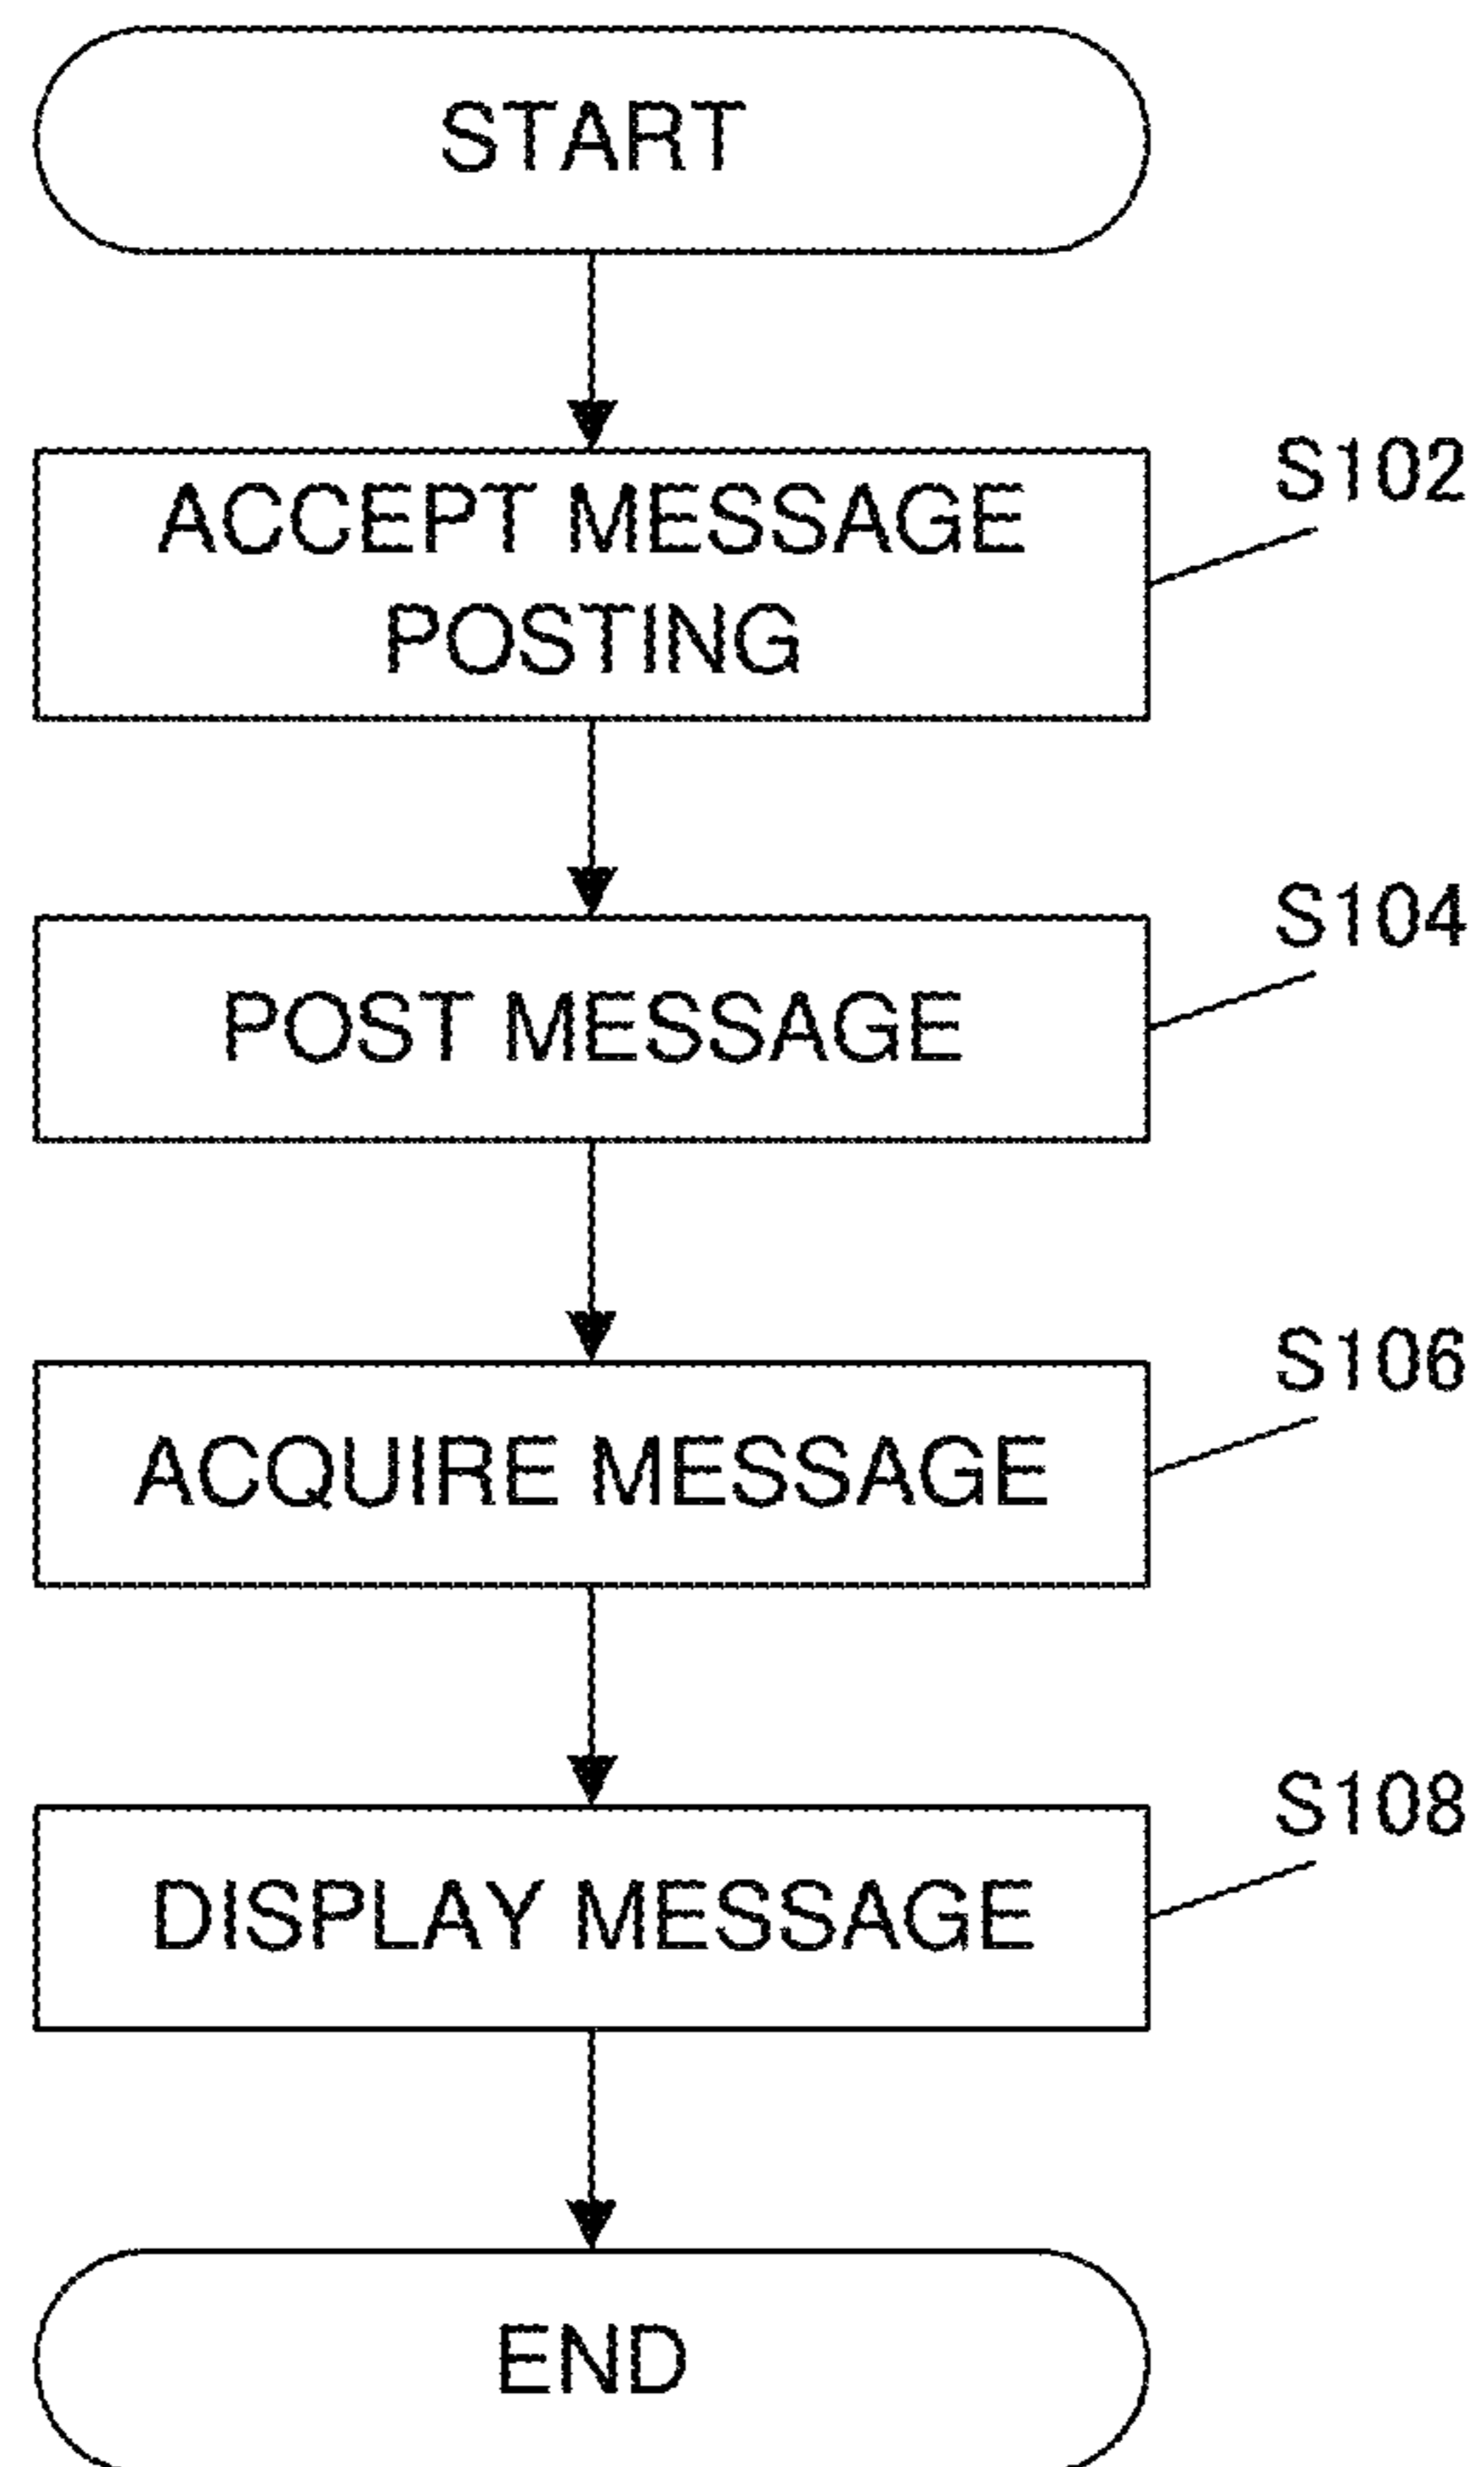 START
S102
ACCEPT MESSAGE
POSTING
S104
POST MESSAGE
S106
ACQUIRE MESSAGE
S108
DISPLAY MESSAGE
END